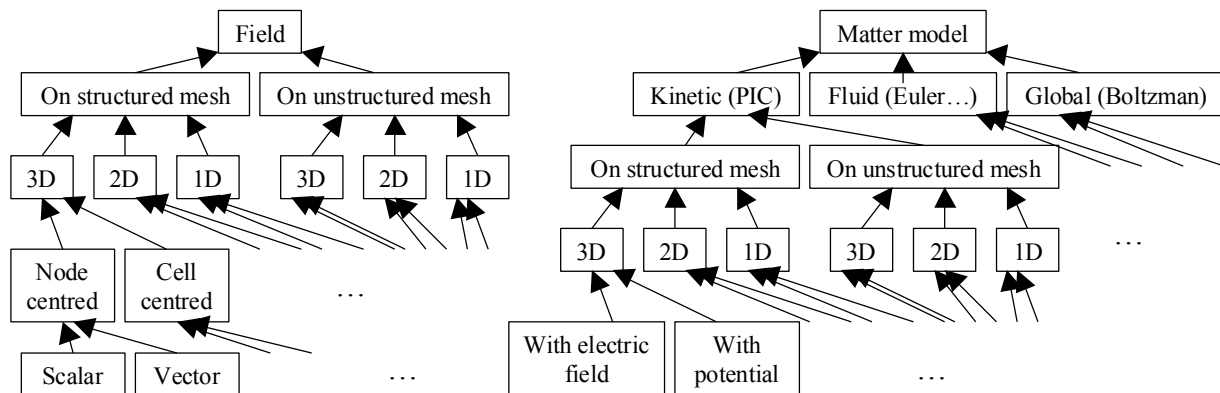 Field
On structured mesh
On unstructured mesh
3D
2D
1D
3D
2D
1D
Node
centred
Cell
centred
…
Scalar
Vector
…
Matter model
Kinetic (PIC)
Fluid (Euler…)
Global (Boltzman)
On structured mesh
On unstructured mesh
…
3D
2D
1D
3D
2D
1D
With electric
field
With
potential
…